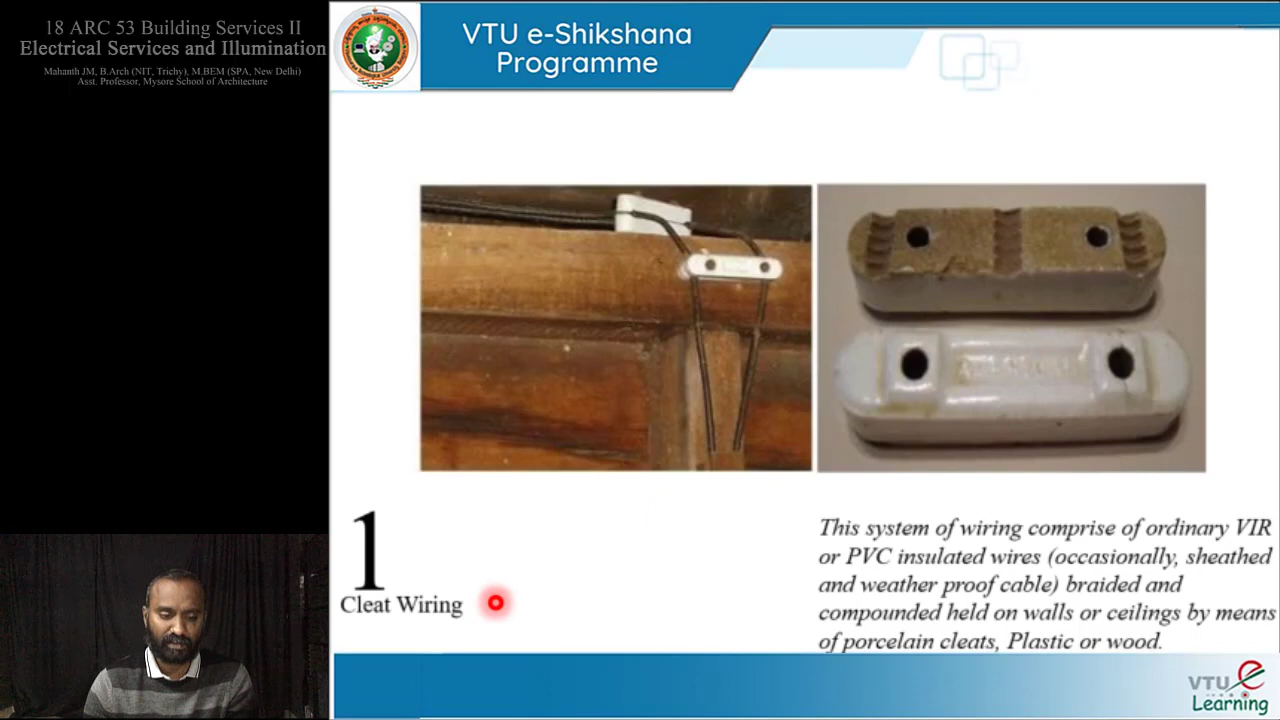 18 ARC 53 Building Services II
Electrical Services and Illumination
Mahanth JM, B.Arch (NIT, Trichy), M.BEM (SPA, New Delhi)
Asst. Professor, Mysore School of Architecture
VTU e-Shikshana
Programme
1
Cleat Wiring
This system of wiring comprise of ordinary VIR
or PVC insulated wires (occasionally, sheathed
and weather proof cable) braided and
compounded held on walls or ceilings by means
of porcelain cleats, Plastic or wood.
VTU e
Learning